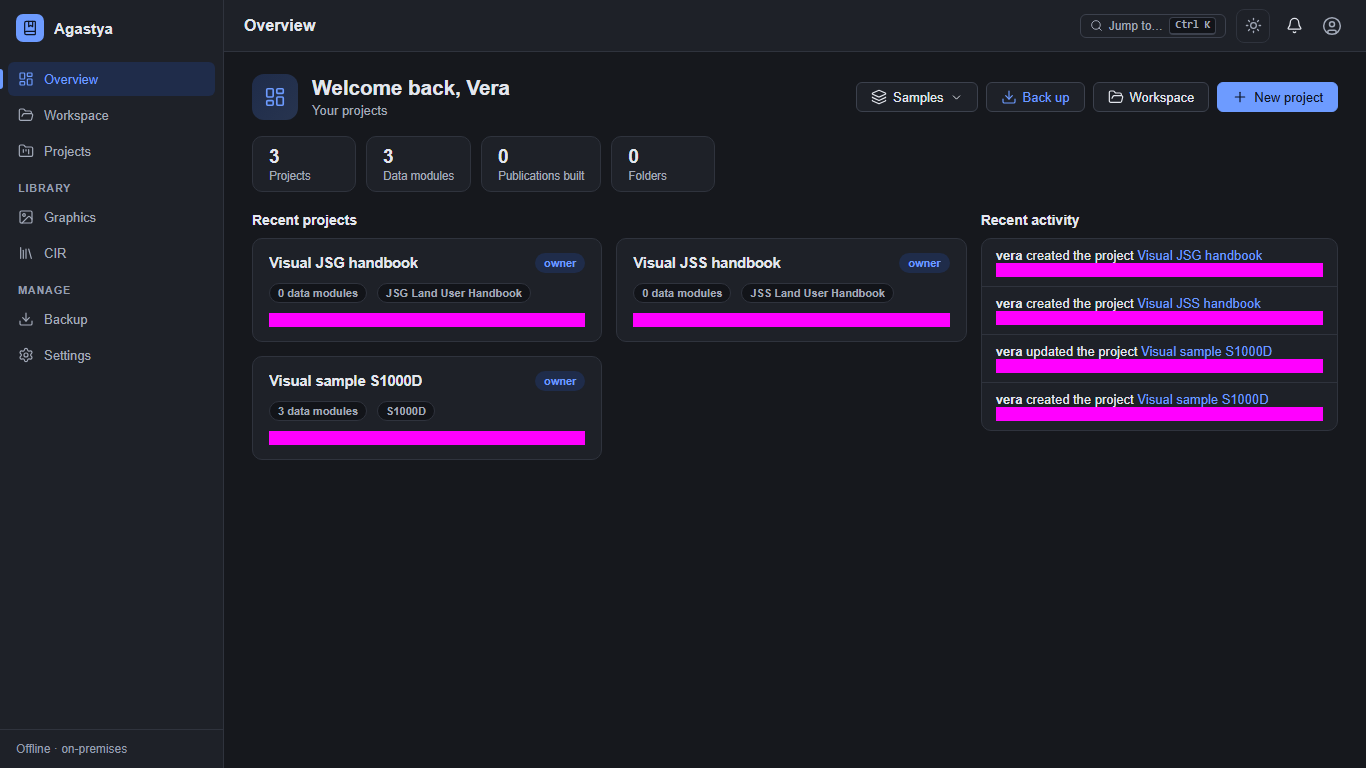 Agastya
Overview
Workspace
Projects
LIBRARY
Graphics
CIR
MANAGE
Backup
Settings
Offline · on-premises
Overview
Jump to... Ctrl K
Welcome back, Vera
Your projects
Samples
Back up
Workspace
New project
3
Projects
3
Data modules
0
Publications built
0
Folders
Recent projects
Visual JSG handbook
owner
0 data modules
JSG Land User Handbook
Visual JSS handbook
owner
0 data modules
JSS Land User Handbook
Visual sample S1000D
owner
3 data modules
S1000D
Recent activity
vera created the project Visual JSG handbook
vera created the project Visual JSS handbook
vera updated the project Visual sample S1000D
vera created the project Visual sample S1000D